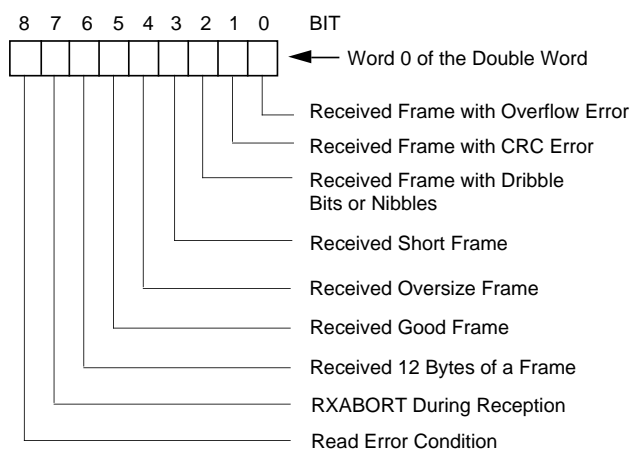 8 7 6 5 4 3 2 1 0 BIT
Word 0 of the Double Word
Received Frame with Overflow Error
Received Frame with CRC Error
Received Frame with Dribble
Bits or Nibbles
Received Short Frame
Received Oversize Frame
Received Good Frame
Received 12 Bytes of a Frame
RXABORT During Reception
Read Error Condition